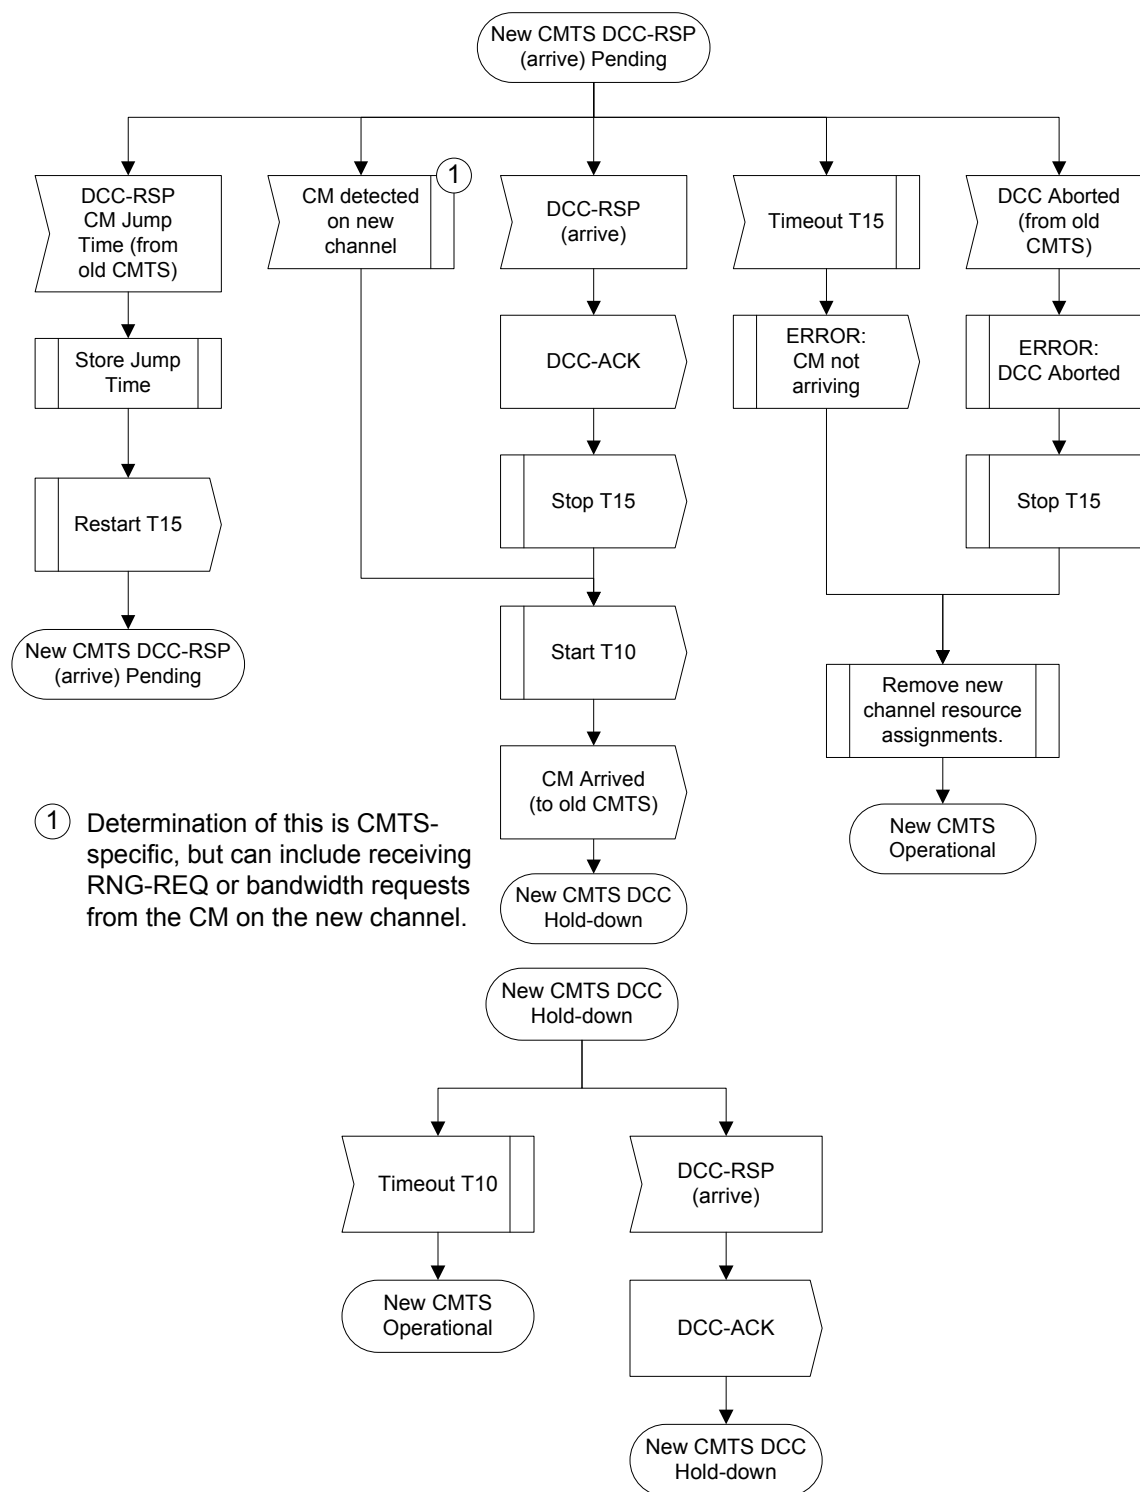 New CMTS DCC-RSP
(arrive) Pending
DCC-RSP
CM Jump
Time (from
old CMTS)
Store Jump
Time
Restart T15
New CMTS DCC-RSP
(arrive) Pending
1
CM detected
on new
channel
DCC-RSP
(arrive)
DCC-ACK
Stop T15
Start T10
CM Arrived
(to old CMTS)
New CMTS DCC
Hold-down
Timeout T15
ERROR:
CM not
arriving
DCC Aborted
(from old
CMTS)
ERROR:
DCC Aborted
Stop T15
Remove new
channel resource
assignments.
New CMTS
Operational
1 Determination of this is CMTS-
specific, but can include receiving
RNG-REQ or bandwidth requests
from the CM on the new channel.
New CMTS DCC
Hold-down
Timeout T10
New CMTS
Operational
DCC-RSP
(arrive)
DCC-ACK
New CMTS DCC
Hold-down